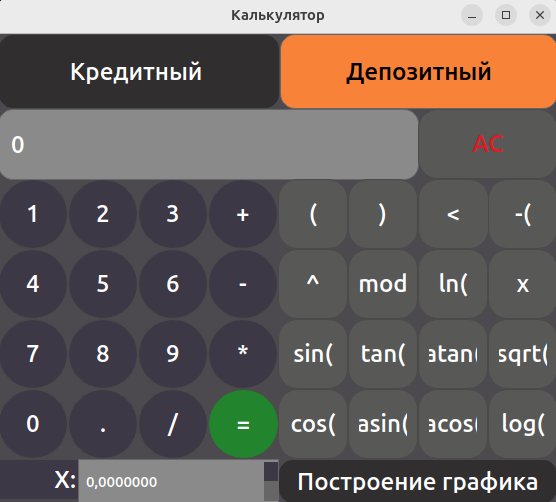 Калькулятор
Кредитный Депозитный
0 AC
1 2 3 + ( ) < -(
4 5 6 - ^ mod ln( x
7 8 9 * sin( tan( atan( sqrt(
0 . / = cos( asin( acos( log(
X: 0,0000000 Построение графика